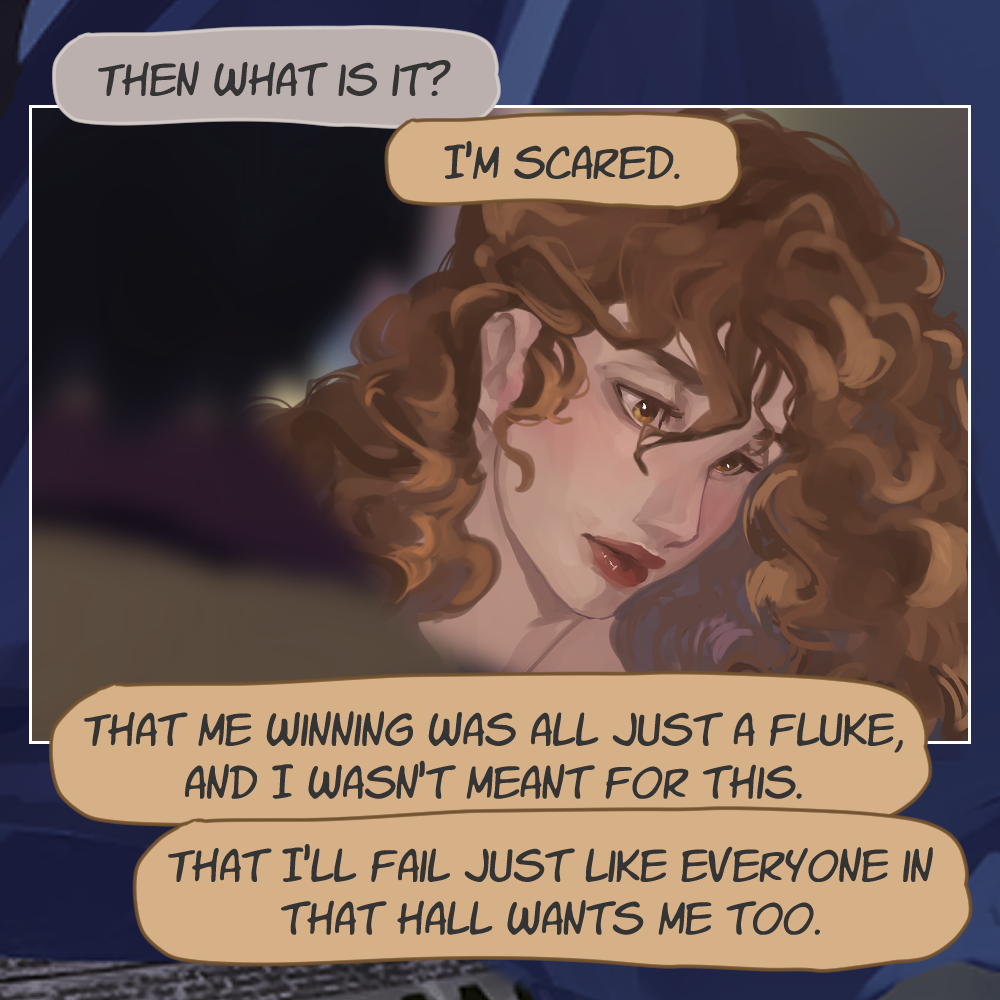 THEN WHAT IS IT?
I'M SCARED.
THAT ME WINNING WAS ALL JUST A FLUKE,
AND I WASN'T MEANT FOR THIS.
THAT I'LL FAIL JUST LIKE EVERYONE IN
THAT HALL WANTS ME TOO.